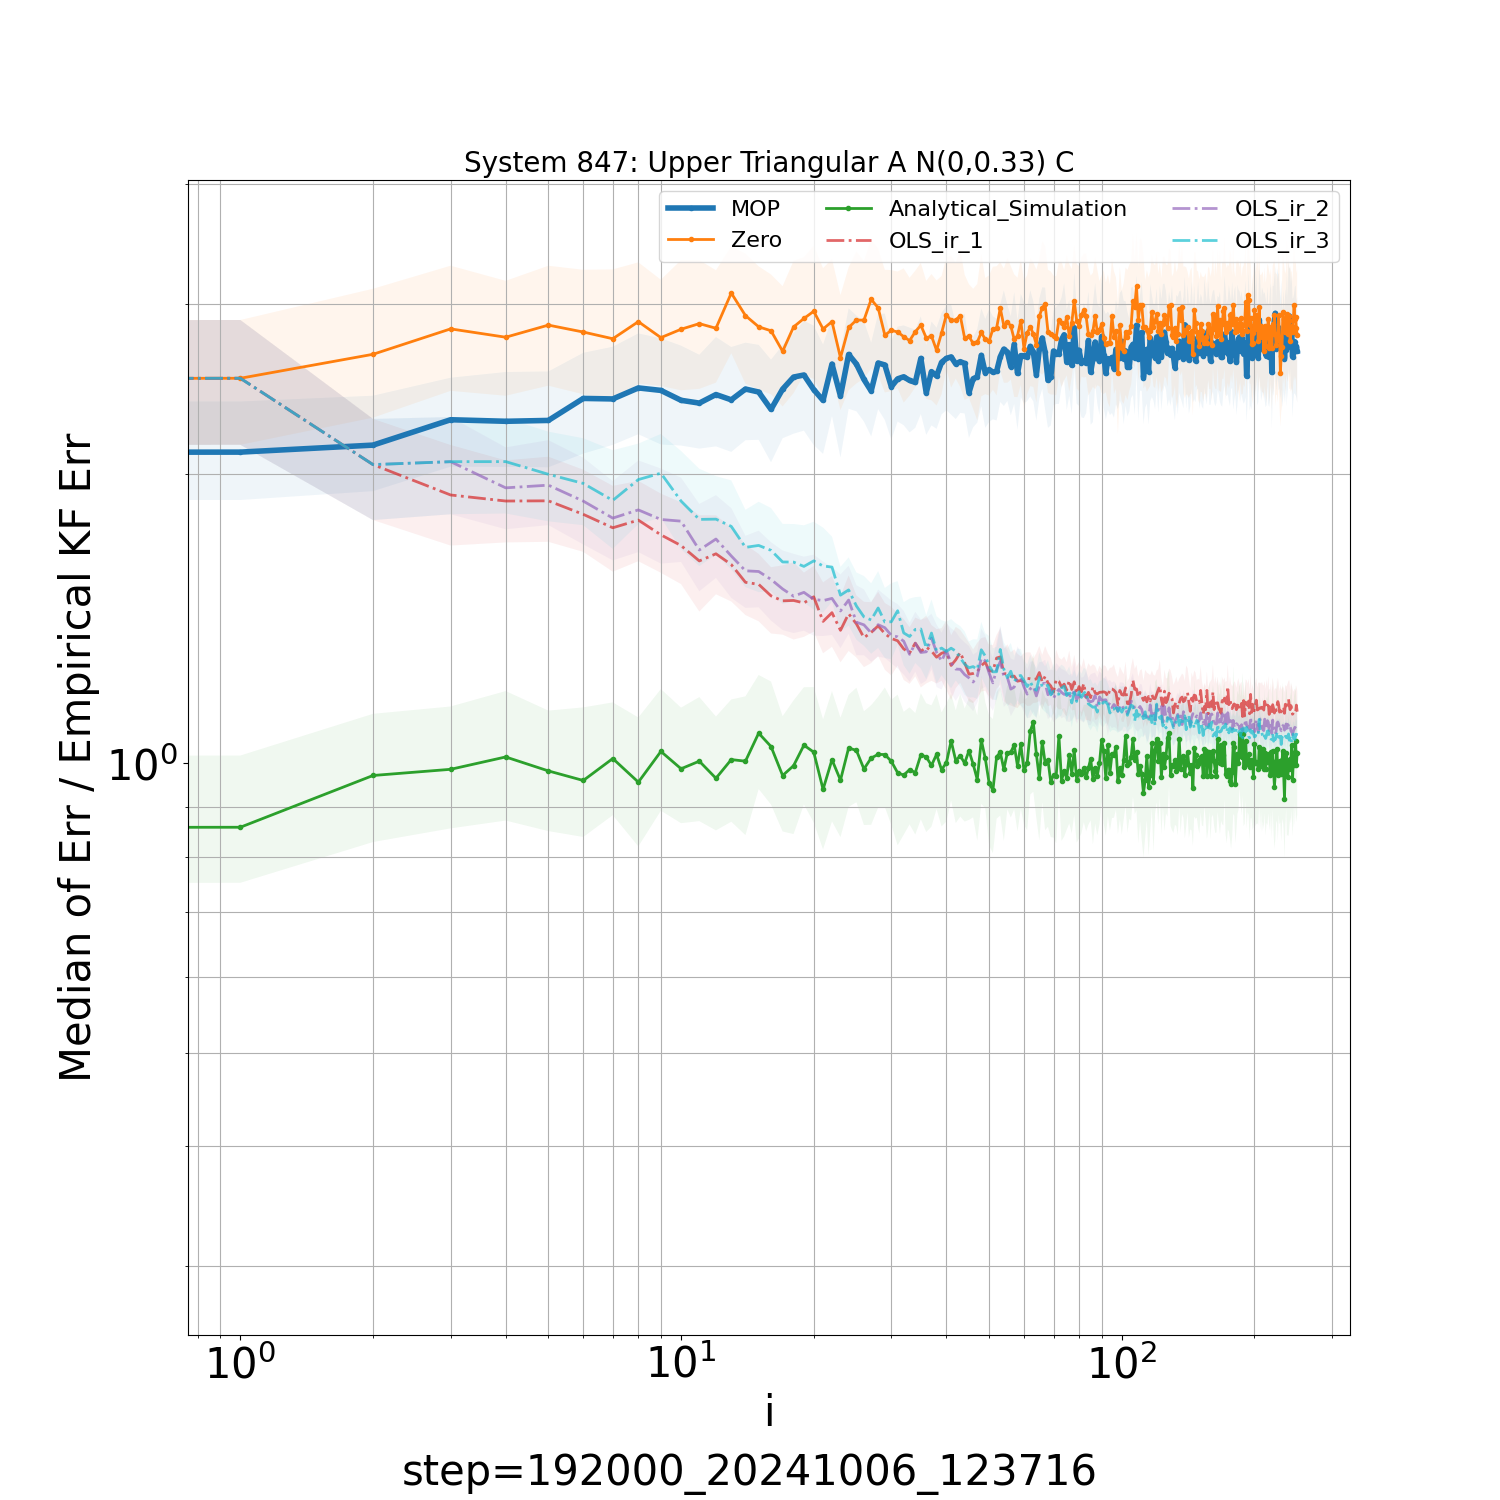 System 847: Upper Triangular A N(0,0.33) C
MOP
Zero
Analytical_Simulation
OLS_ir_1
OLS_ir_2
OLS_ir_3
Median of Err / Empirical KF Err
10⁰
10⁰
10¹
10²
i
step=192000_20241006_123716